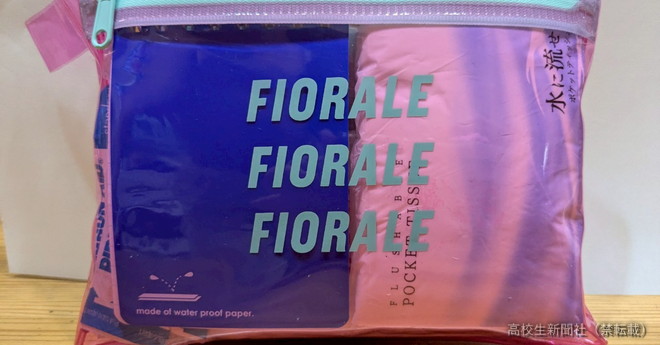 FIORALE
FIORALE
FIORALE
made of water proof paper.
FLUSHABLE
POCKET TISSUE
水に流せ
高校生新聞社（禁転載）